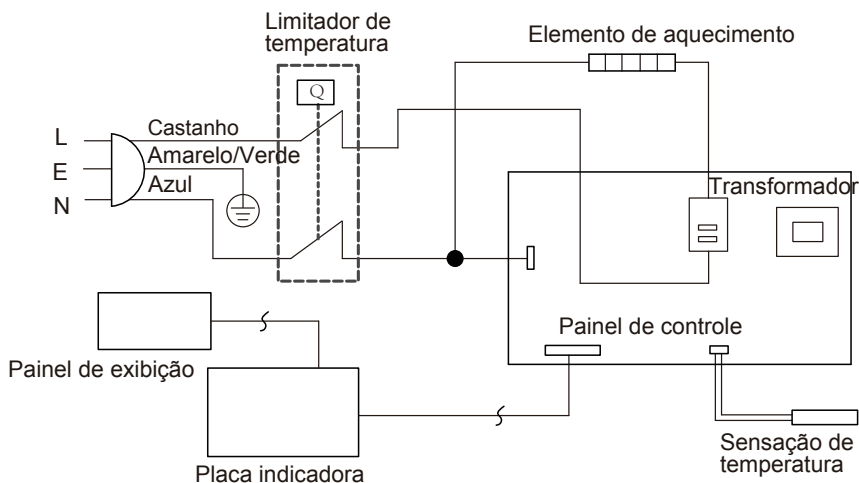 Limitador de
temperatura
Elemento de aquecimento
Q
L
Castanho
Amarelo/Verde
E
Azul
N
Transformador
Painel de controle
Painel de exibição
Placa indicadora
Sensação de
temperatura